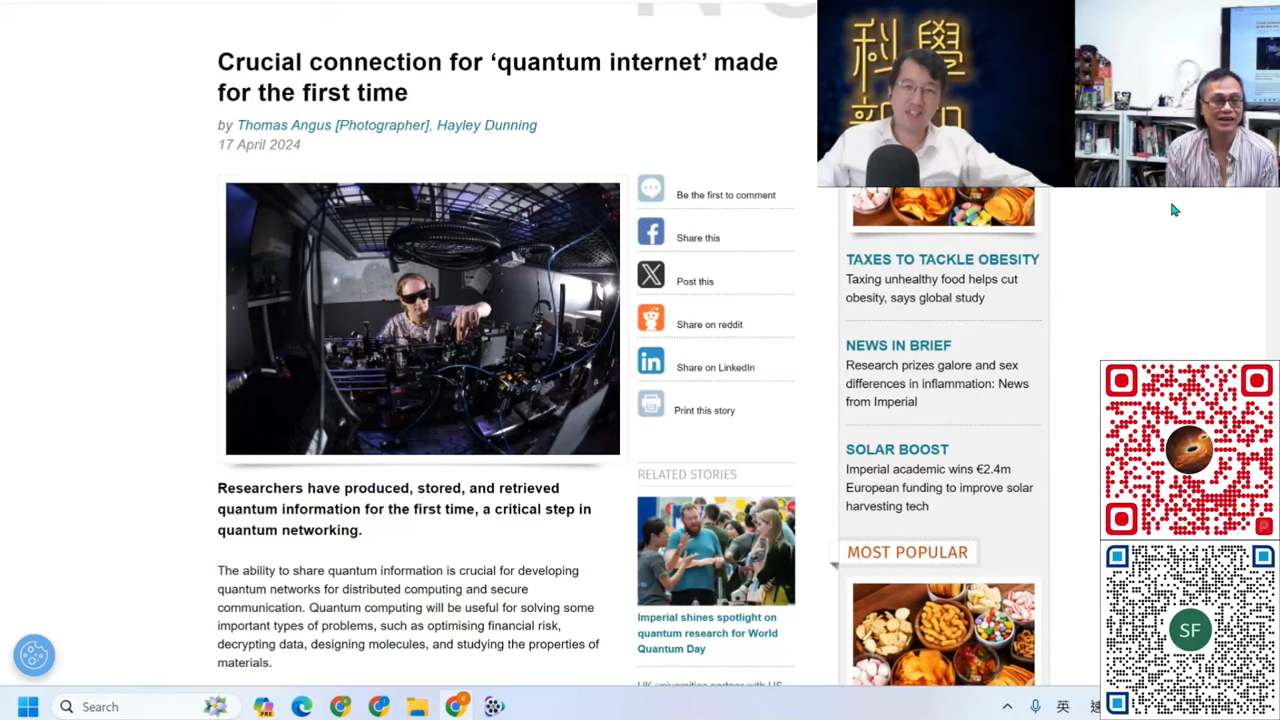 Crucial connection for ‘quantum internet’ made
for the first time
by Thomas Angus [Photographer], Hayley Dunning
17 April 2024
Be the first to comment
Share this
Post this
Share on reddit
Share on LinkedIn
Print this story
Researchers have produced, stored, and retrieved
quantum information for the first time, a critical step in
quantum networking.
The ability to share quantum information is crucial for developing
quantum networks for distributed computing and secure
communication. Quantum computing will be useful for solving some
important types of problems, such as optimising financial risk,
decrypting data, designing molecules, and studying the properties of
materials.
RELATED STORIES
Imperial shines spotlight on
quantum research for World
Quantum Day
UK universities partner with US
科學
TAXES TO TACKLE OBESITY
Taxing unhealthy food helps cut
obesity, says global study
NEWS IN BRIEF
Research prizes galore and sex
differences in inflammation: News
from Imperial
SOLAR BOOST
Imperial academic wins €2.4m
European funding to improve solar
harvesting tech
MOST POPULAR
SF
Search
PRE
英